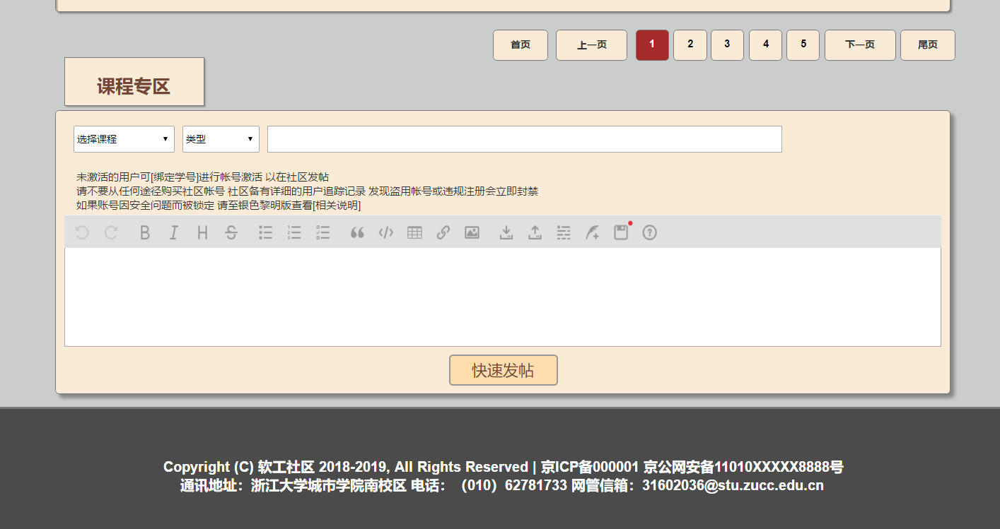 首页 上一页 1 2 3 4 5 下一页 尾页
课程专区
选择课程 类型
未激活的用户可[绑定学号]进行帐号激活 以在社区发帖
请不要从任何途径购买社区帐号 社区备有详细的用户追踪记录 发现盗用帐号或违规注册会立即封禁
如果账号因安全问题而被锁定 请至银色黎明版查看[相关说明]
快速发帖
Copyright (C) 软工社区 2018-2019, All Rights Reserved | 京ICP备000001 京公网安备11010XXXXX8888号
通讯地址：浙江大学城市学院南校区 电话：（010）62781733 网管信箱：31602036@stu.zucc.edu.cn